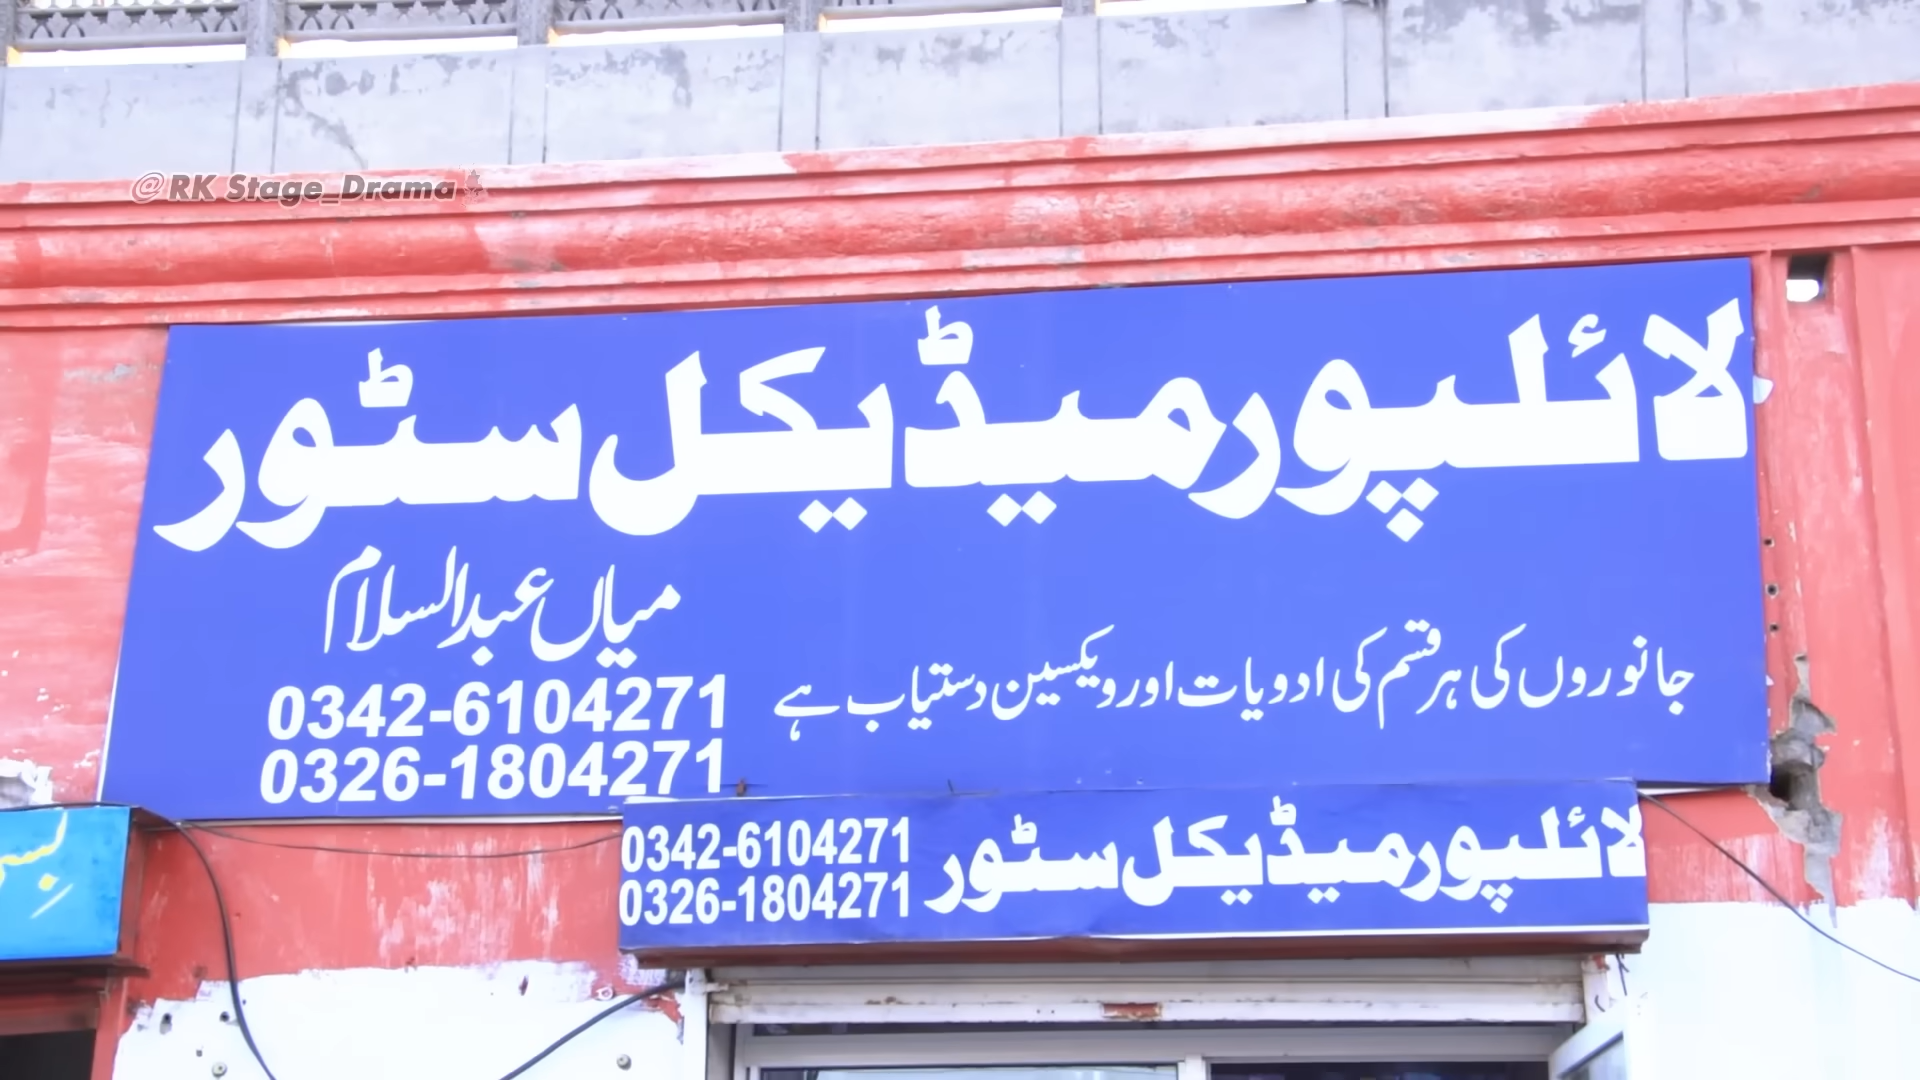 @RK Stage_Drama
لائلپور میڈیکل سٹور
میاں عبدالسلام
0342-6104271
0326-1804271
جانوروں کی ہر قسم کی ادویات اور ویکسین دستیاب ہے
لائلپور میڈیکل سٹور
0342-6104271
0326-1804271